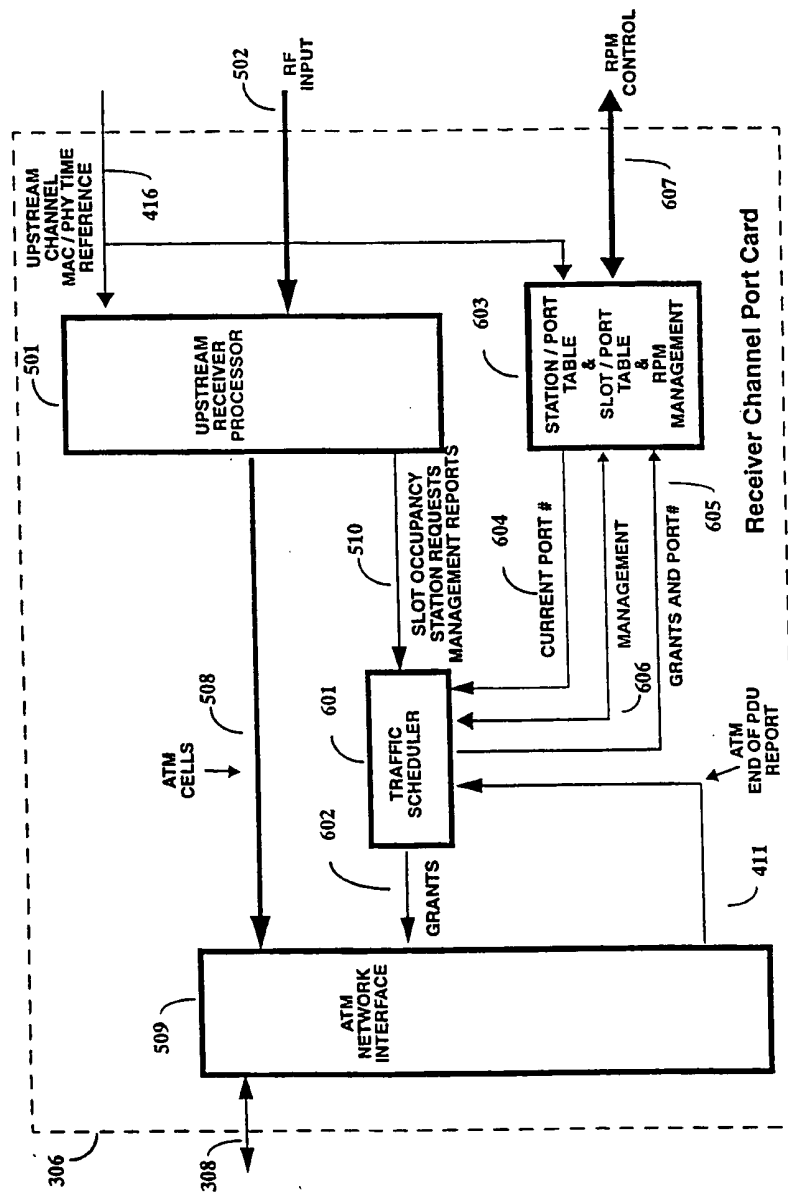 306
308
509
ATM
NETWORK
INTERFACE
ATM
CELLS
508
602
GRANTS
601
TRAFFIC
SCHEDULER
411
ATM
END OF PDU
REPORT
501
UPSTREAM
RECEIVER
PROCESSOR
510
SLOT OCCUPANCY
STATION REQUESTS
MANAGEMENT REPORTS
604
CURRENT PORT #
606
MANAGEMENT
GRANTS AND PORT#
605
603
STATION / PORT
TABLE
&
SLOT / PORT
TABLE
&
RPM
MANAGEMENT
UPSTREAM
CHANNEL
MAC / PHY TIME
REFERENCE
416
502
RF
INPUT
607
RPM
CONTROL
Receiver Channel Port Card